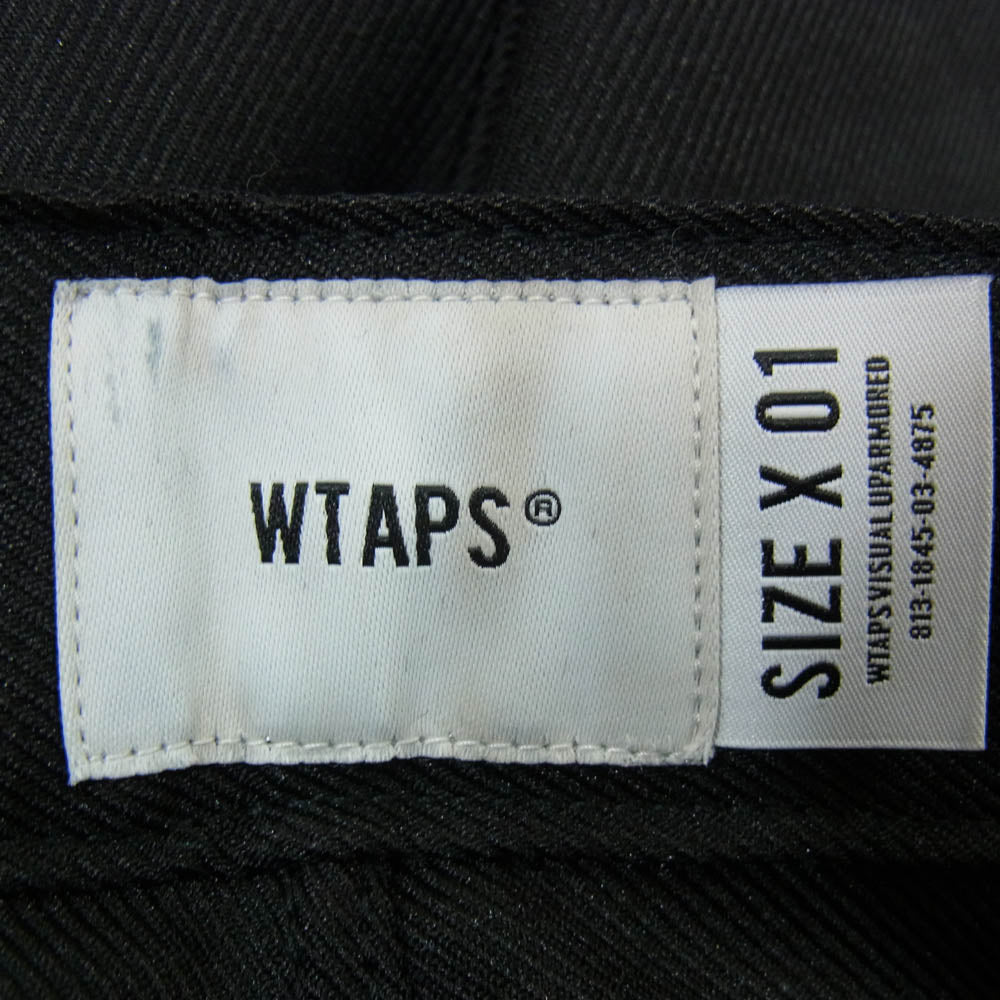 WTAPS®
SIZE X 01
WTAPS VISUAL UPARMORED
813-1845-03-4875